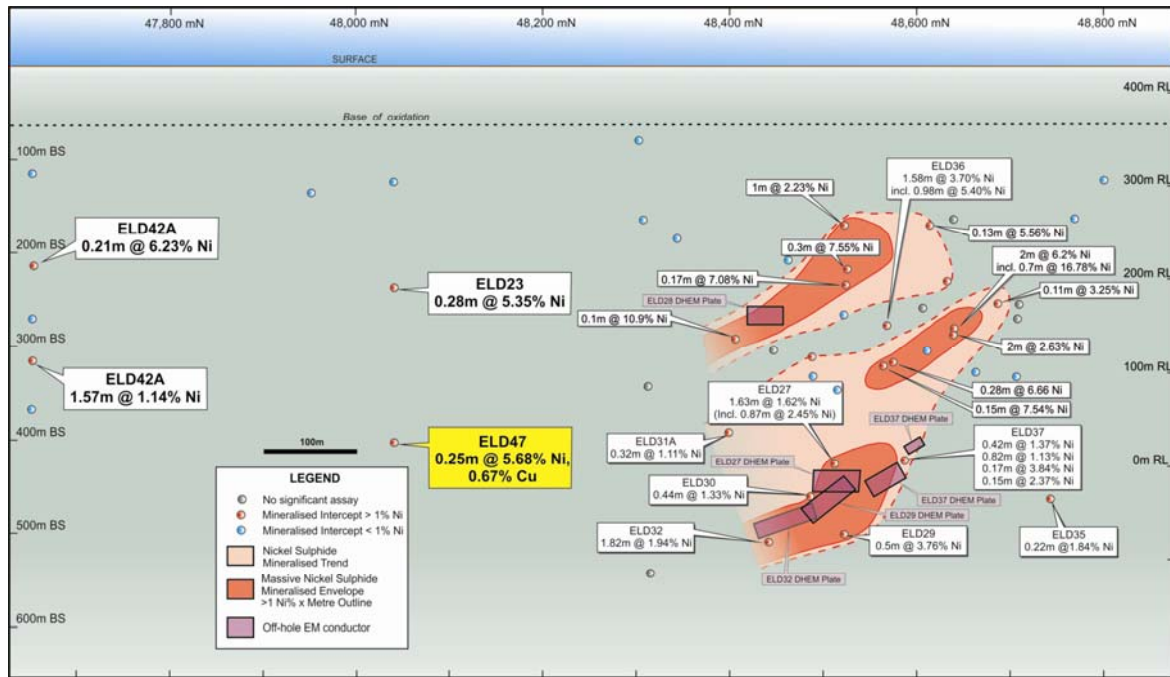 47,800 mN
48,000 mN
48,200 mN
48,400 mN
48,600 mN
48,800 mN
SURFACE
400m RL
Base of oxidation
100m BS
300m RL
ELD36
1.58m @ 3.70% Ni
incl. 0.98m @ 5.40% Ni
1m @ 2.23% Ni
ELD42A
0.21m @ 6.23% Ni
0.13m @ 5.56% Ni
200m BS
0.3m @ 7.55% Ni
2m @ 6.2% Ni
incl. 0.7m @ 16.78% Ni
200m RL
ELD23
0.28m @ 5.35% Ni
0.17m @ 7.08% Ni
0.11m @ 3.25% Ni
ELD28 DHEM Plate
0.1m @ 10.9% Ni
300m BS
2m @ 2.63% Ni
100m RL
ELD42A
1.57m @ 1.14% Ni
ELD27
1.63m @ 1.62% Ni
(Incl. 0.87m @ 2.45% Ni)
0.28m @ 6.66 Ni
0.15m @ 7.54% Ni
400m BS
ELD37 DHEM Plate
100m
ELD47
0.25m @ 5.68% Ni,
0.67% Cu
ELD31A
0.32m @ 1.11% Ni
ELD37
0.42m @ 1.37% Ni
0.82m @ 1.13% Ni
0.17m @ 3.84% Ni
0.15m @ 2.37% Ni
0m RL
ELD27 DHEM Plate
ELD30
0.44m @ 1.33% Ni
ELD37 DHEM Plate
LEGEND
No significant assay
Mineralised Intercept > 1% Ni
Mineralised Intercept < 1% Ni
Nickel Sulphide
Mineralised Trend
Massive Nickel Sulphide
Mineralised Envelope
>1 Ni% x Metre Outline
Off-hole EM conductor
500m BS
ELD29 DHEM Plate
ELD32
1.82m @ 1.94% Ni
ELD29
0.5m @ 3.76% Ni
ELD35
0.22m @1.84% Ni
ELD32 DHEM Plate
600m BS